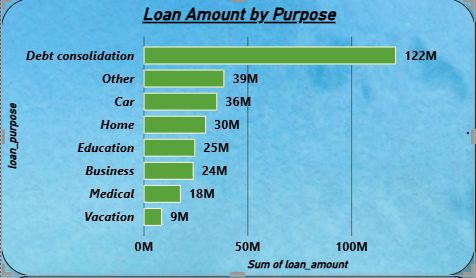 Loan Amount by Purpose
Debt consolidation 122M
Other 39M
Car 36M
Home 30M
Education 25M
Business 24M
Medical 18M
Vacation 9M
loan_purpose
0M 50M 100M
Sum of loan_amount